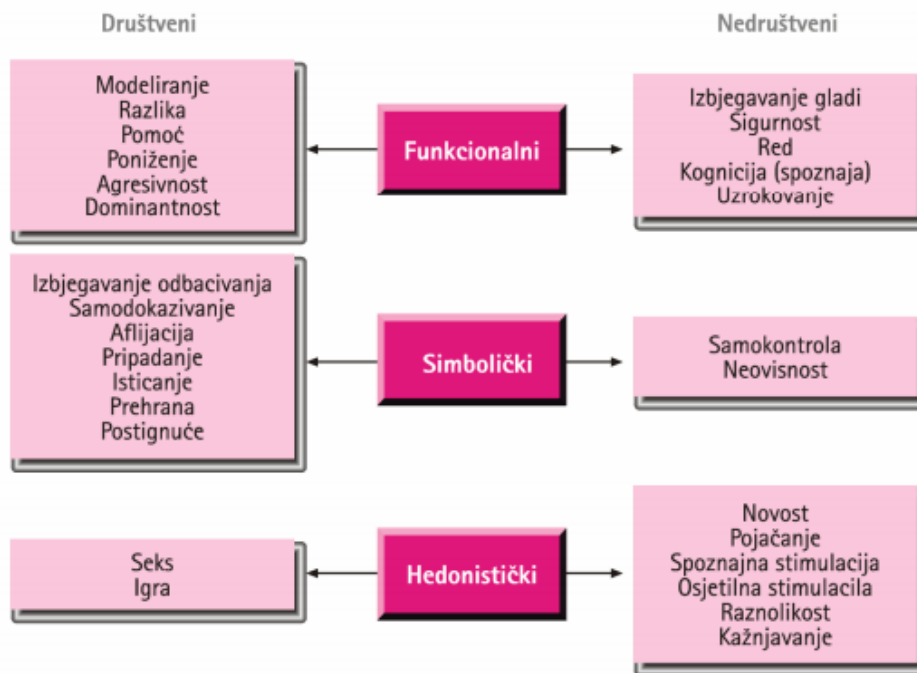 Društveni
Nedruštveni
Modeliranje
Razlika
Pomoć
Poniženje
Agresivnost
Dominantnost
Funkcionalni
Izbjegavanje gladi
Sigurnost
Red
Kognicija (spoznaja)
Uzrokovanje
Izbjegavanje odbacivanja
Samodokazivanje
Aflijacija
Pripadanje
Isticanje
Prehrana
Postignuće
Simbolički
Samokontrola
Neovisnost
Seks
Igra
Hedonistički
Novost
Pojačanje
Spoznajna stimulacija
Osjetilna stimulacila
Raznolikost
Kažnjavanje